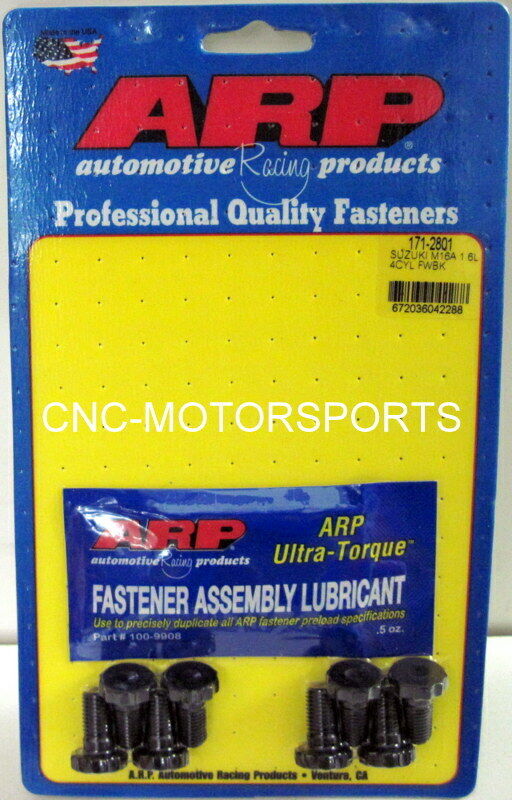 Made in the USA
ARP
®
automotive Racing products
Professional Quality Fasteners
171-2801
SUZUKI M16A 1.6L
4CYL FWBK
672036042288
CNC-MOTORSPORTS
ARP
automotive Racing products
ARP
Ultra-Torque™
FASTENER ASSEMBLY LUBRICANT
Use to precisely duplicate all ARP fastener preload specifications
Part # 100-9908
.5 oz.
A.R.P. Automotive Racing Products • Ventura, CA